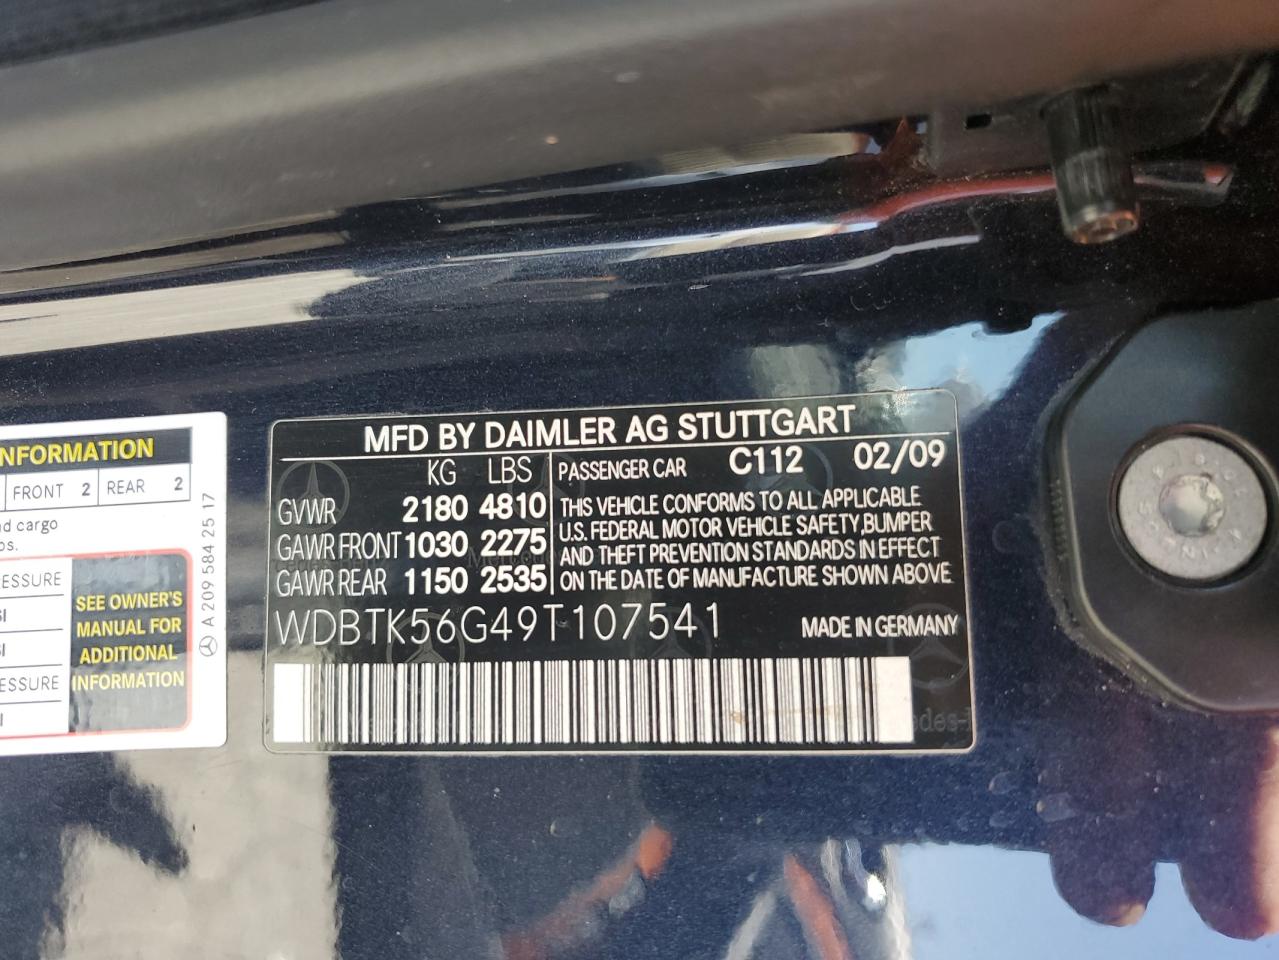 NFORMATION
FRONT 2 REAR 2
nd cargo
os.
ESSURE
SEE OWNER'S
MANUAL FOR
ADDITIONAL
INFORMATION
ESSURE
A 209 584 25 17
MFD BY DAIMLER AG STUTTGART
KG LBS PASSENGER CAR C112 02/09
GVWR 2180 4810
GAWR FRONT 1030 2275
GAWR REAR 1150 2535
THIS VEHICLE CONFORMS TO ALL APPLICABLE
U.S. FEDERAL MOTOR VEHICLE SAFETY,BUMPER
AND THEFT PREVENTION STANDARDS IN EFFECT
ON THE DATE OF MANUFACTURE SHOWN ABOVE
WDBTK56G49T107541 MADE IN GERMANY